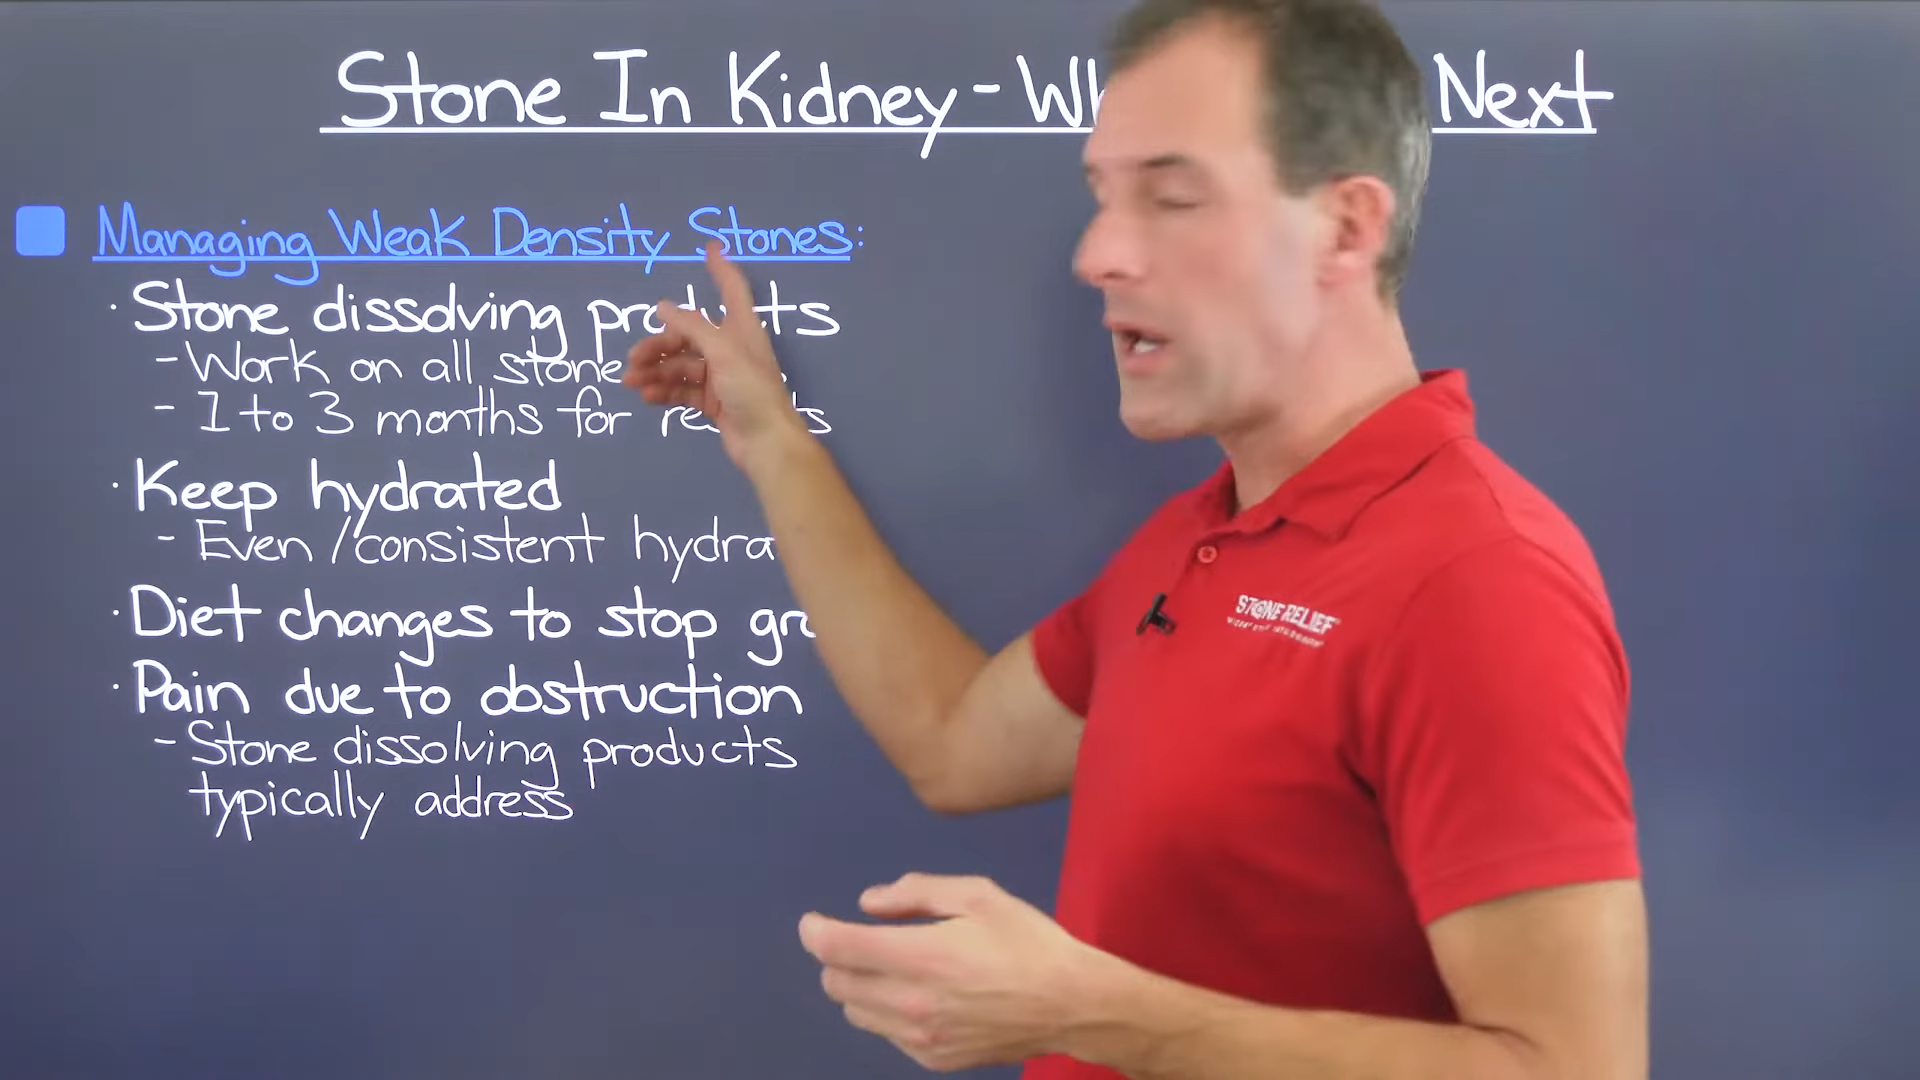 Stone In Kidney - Next
Managing Weak Density Stones:
· Stone dissolving products
- Work on all stone
- 1 to 3 months for results
· Keep hydrated
- Even/consistent
· Diet changes to stop
· Pain due to obstruction
- Stone dissolving products
typically address
STONE RELIEF